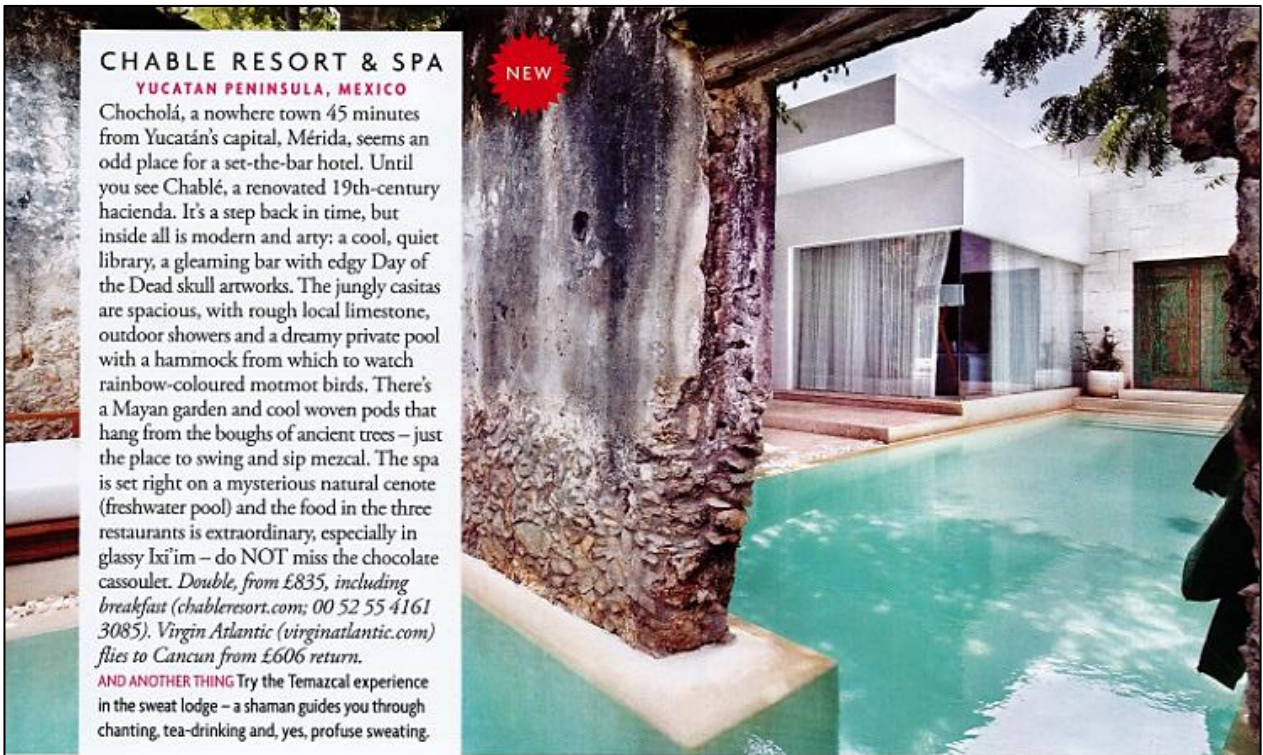 CHABLE RESORT & SPA
YUCATAN PENINSULA, MEXICO
Chocholá, a nowhere town 45 minutes
from Yucatán's capital, Mérida, seems an
odd place for a set-the-bar hotel. Until
you see Chablé, a renovated 19th-century
hacienda. It's a step back in time, but
inside all is modern and arty: a cool, quiet
library, a gleaming bar with edgy Day of
the Dead skull artworks. The jungly casitas
are spacious, with rough local limestone,
outdoor showers and a dreamy private pool
with a hammock from which to watch
rainbow-coloured motmot birds. There's
a Mayan garden and cool woven pods that
hang from the boughs of ancient trees – just
the place to swing and sip mezcal. The spa
is set right on a mysterious natural cenote
(freshwater pool) and the food in the three
restaurants is extraordinary, especially in
glassy Ixi'im – do NOT miss the chocolate
cassoulet. Double, from £835, including
breakfast (chableresort.com; 00 52 55 4161
3085). Virgin Atlantic (virginatlantic.com)
flies to Cancun from £606 return.
AND ANOTHER THING Try the Temazcal experience
in the sweat lodge – a shaman guides you through
chanting, tea-drinking and, yes, profuse sweating.
NEW